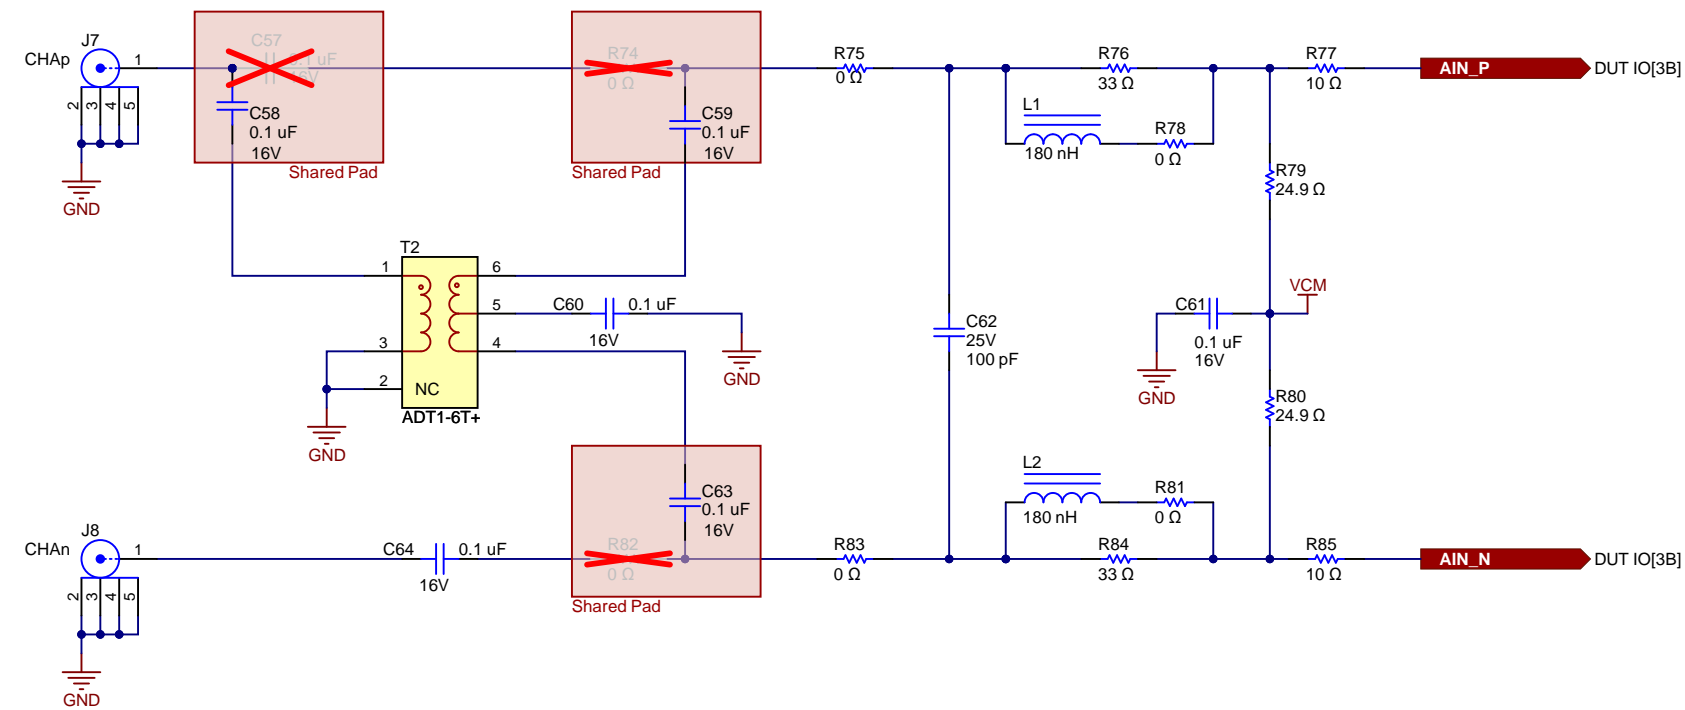 J7
CHAp
1
2
3
4
5
GND
C57
0.1 uF
16V
C58
0.1 uF
16V
Shared Pad
R74
0 Ω
C59
0.1 uF
16V
Shared Pad
R75
0 Ω
R76
33 Ω
L1
180 nH
R78
0 Ω
R77
10 Ω
AIN_P
DUT IO[3B]
R79
24.9 Ω
T2
1
6
5
3
4
2
NC
ADT1-6T+
GND
C60
0.1 uF
16V
GND
C62
25V
100 pF
C61
0.1 uF
16V
GND
VCM
R80
24.9 Ω
J8
CHAn
1
2
3
4
5
GND
C64
0.1 uF
16V
R82
0 Ω
C63
0.1 uF
16V
Shared Pad
R83
0 Ω
L2
180 nH
R81
0 Ω
R84
33 Ω
R85
10 Ω
AIN_N
DUT IO[3B]